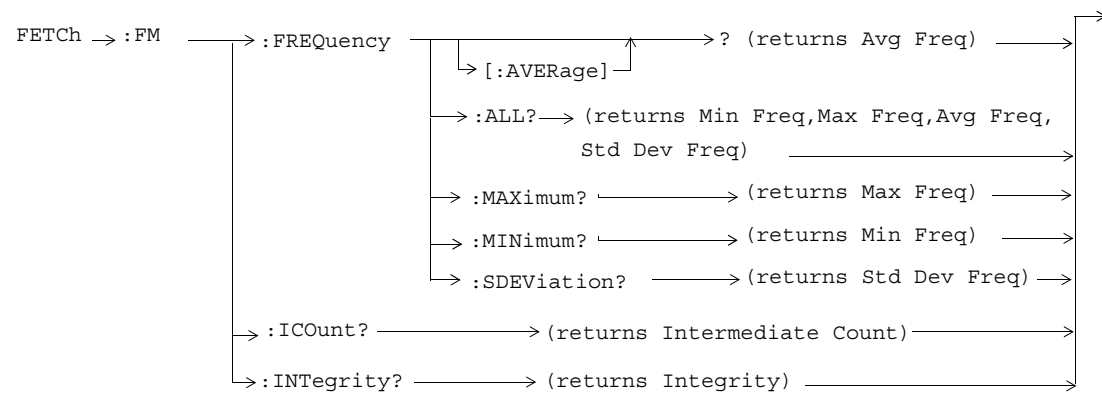 FETCh :FM :FREQuency ? (returns Avg Freq)
[:AVERage]
:ALL? (returns Min Freq,Max Freq,Avg Freq,
Std Dev Freq)
:MAXimum? (returns Max Freq)
:MINimum? (returns Min Freq)
:SDEViation? (returns Std Dev Freq)
:ICOunt? (returns Intermediate Count)
:INTegrity? (returns Integrity)